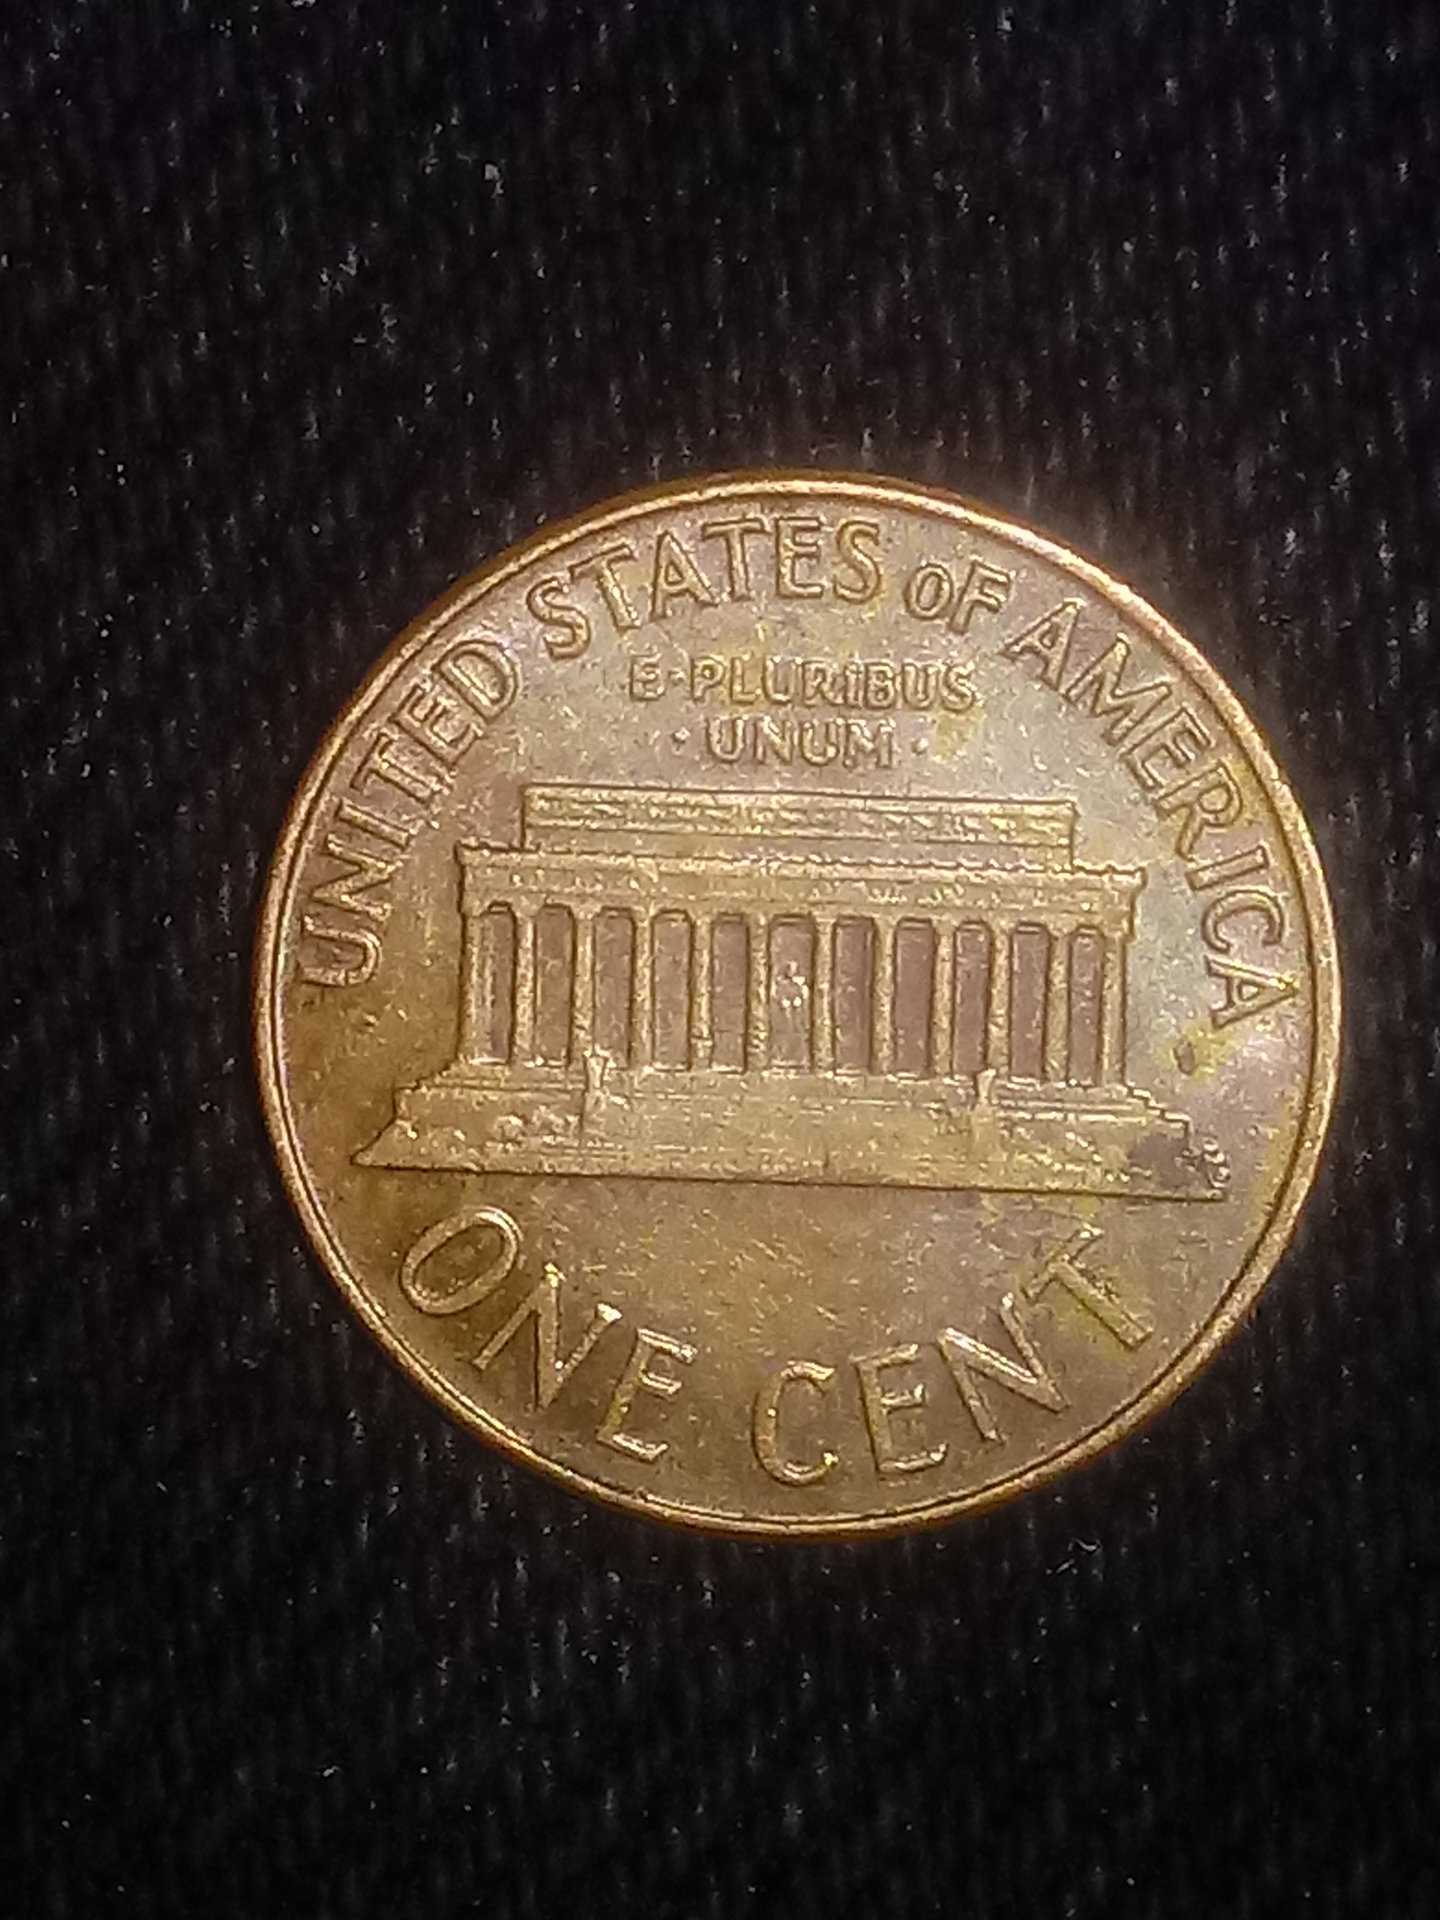 UNITED STATES OF AMERICA
E·PLURIBUS
·UNUM·
ONE CENT